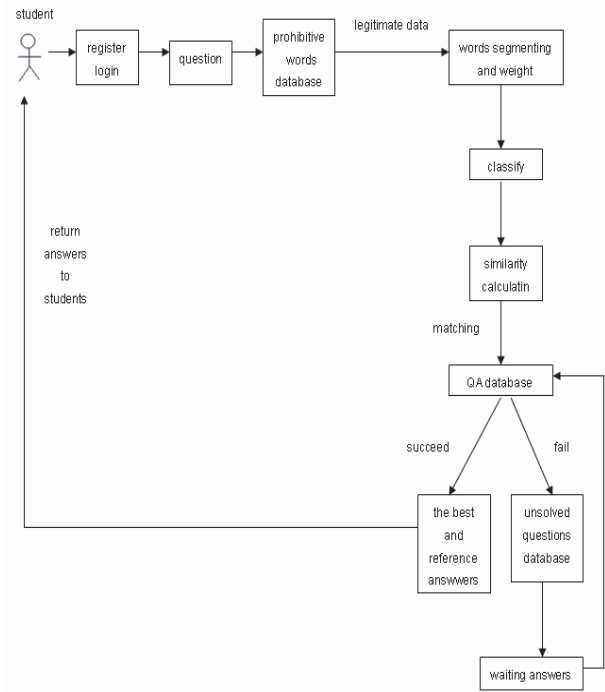 student
register
login
question
prohibitive
words
database
legitimate data
words segmenting
and weight
classify
similarity
calculatin
matching
QA database
succeed
fail
the best
and
reference
answwers
unsolved
questions
database
waiting answers
return
answers
to
students